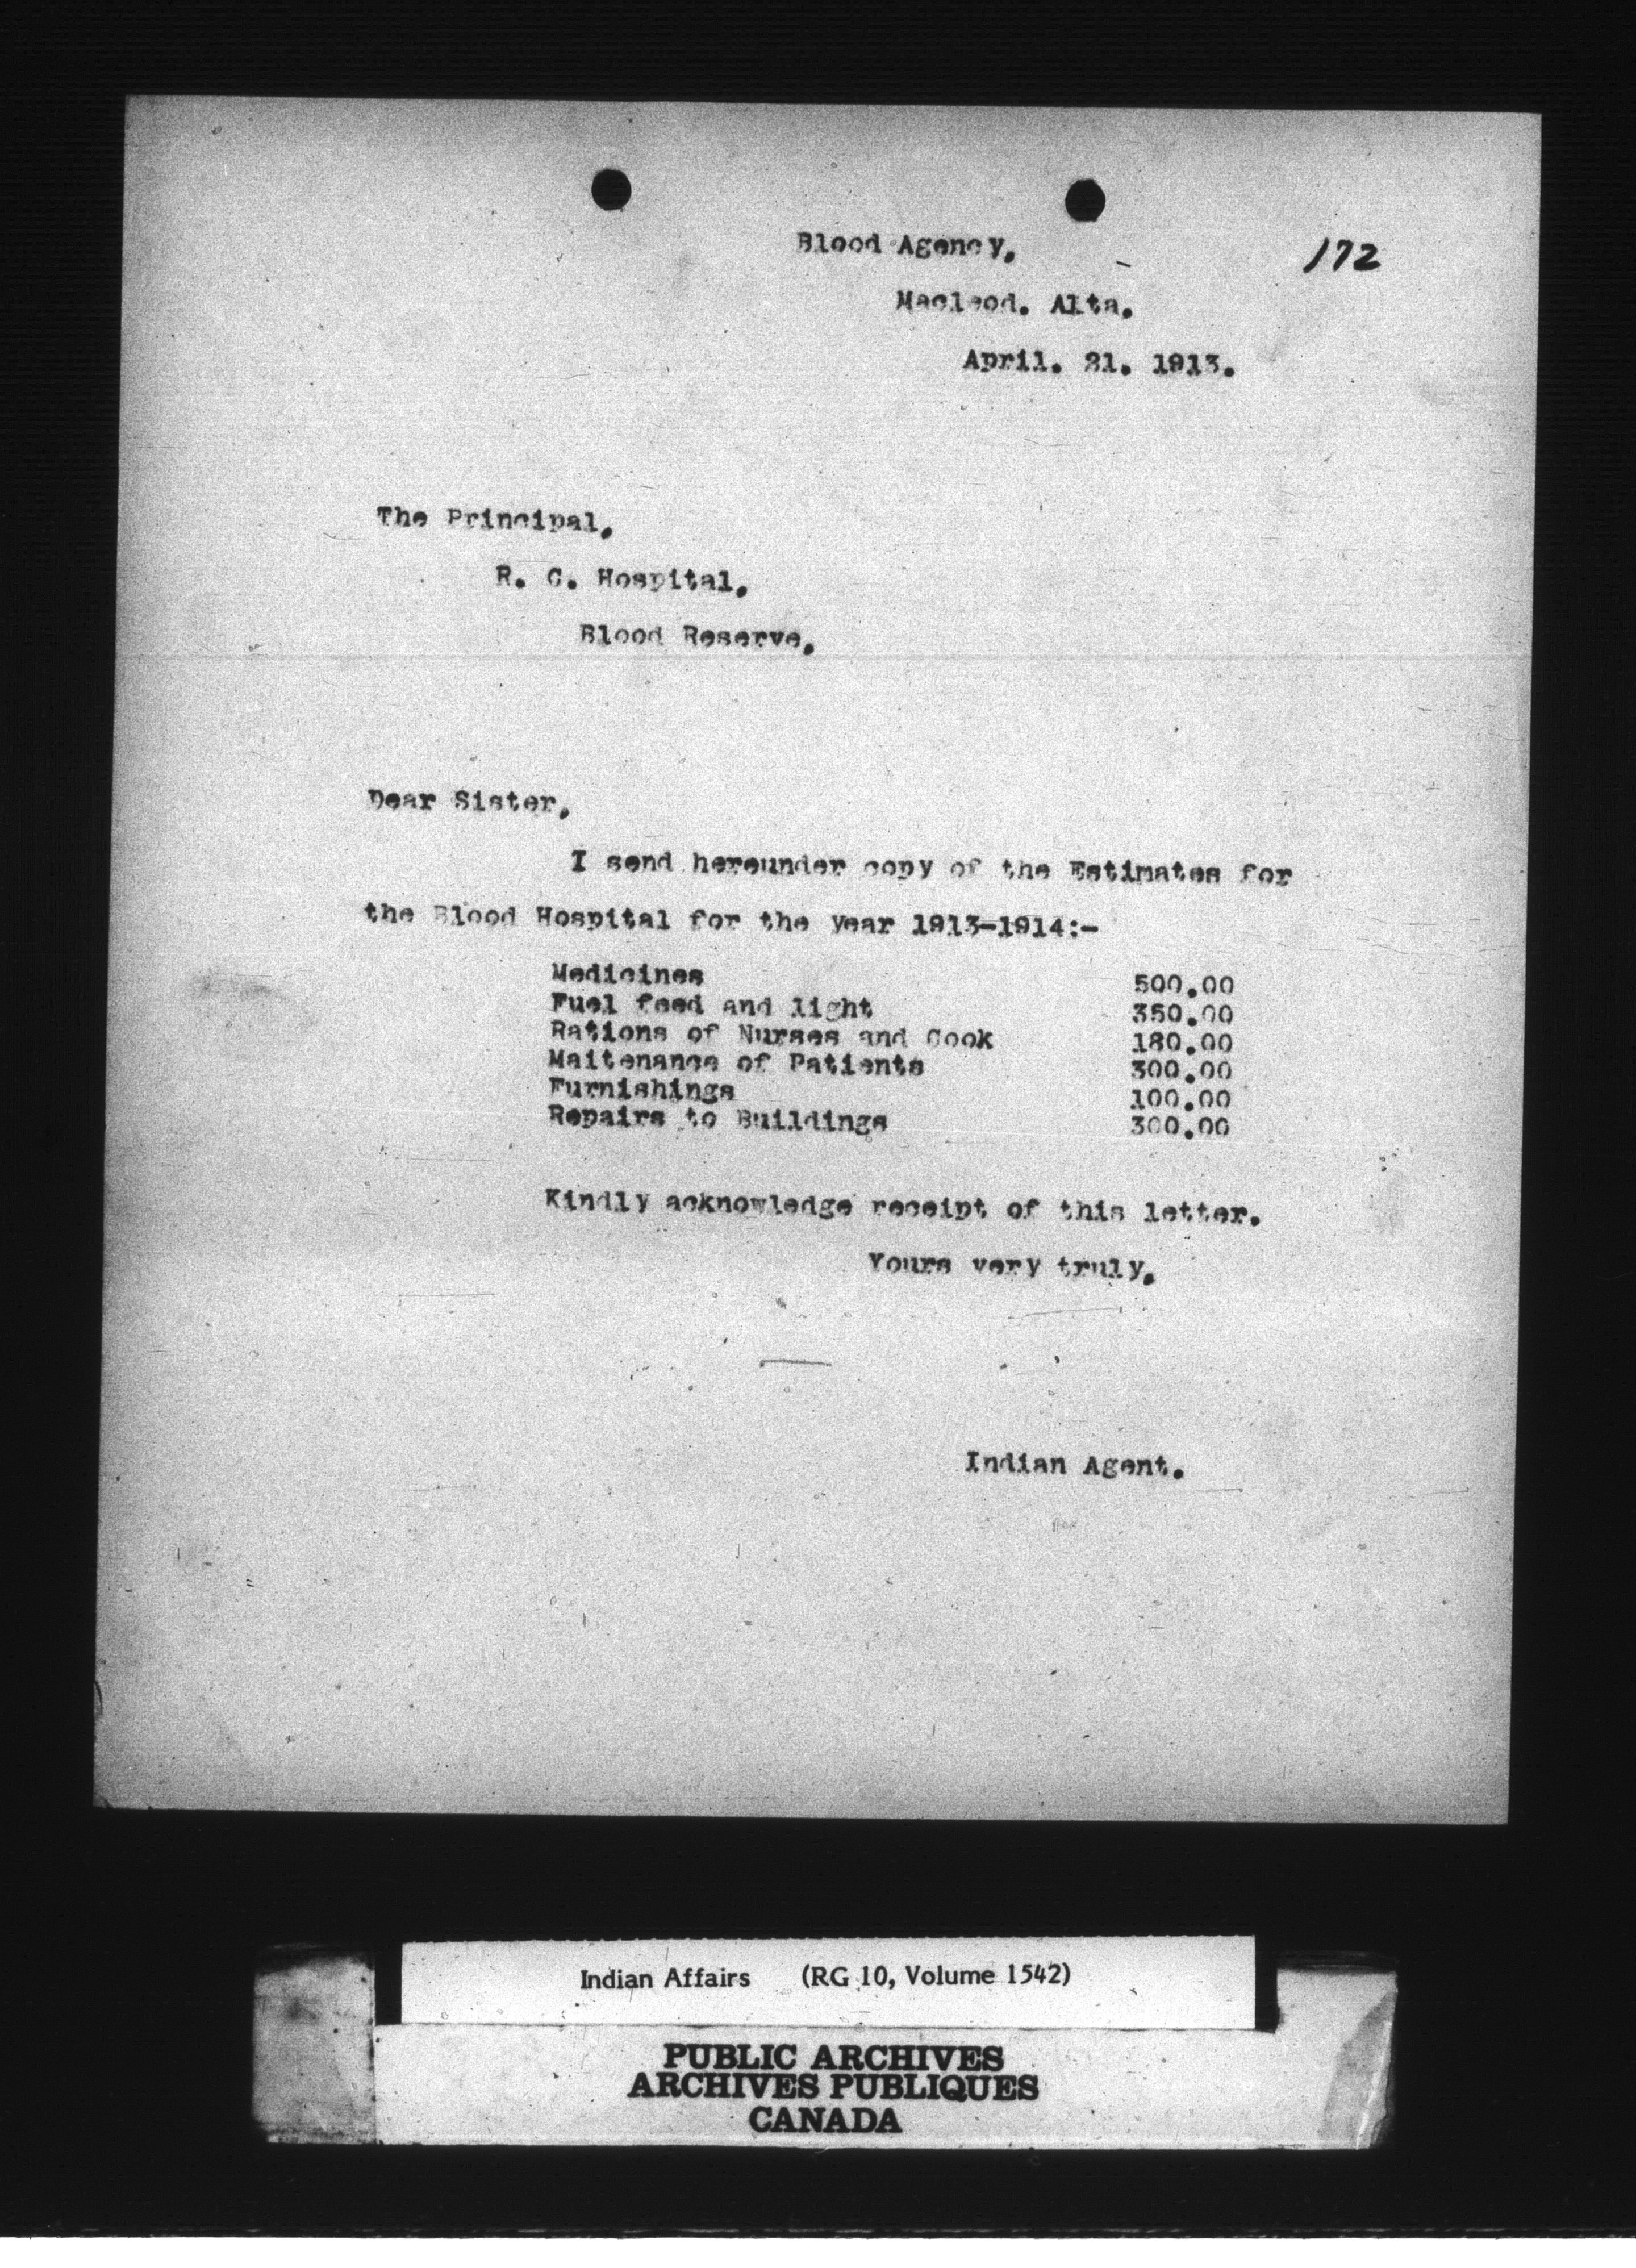 172
Blood Agency,
Macleod. Alta.
April. 21. 1913.
The Principal,
R. C. Hospital,
Blood Reserve,
Dear Sister,
I send hereunder copy of the Estimates for
the Blood Hospital for the year 1913-1914:-
Medicines 500.00
Fuel feed and light 350.00
Rations of Nurses and Cook 180.00
Maitenance of Patients 300.00
Furnishings 100.00
Repairs to Buildings 300.00
Kindly acknowledge receipt of this letter.
Yours very truly,
Indian Agent.
Indian Affairs (RG 10, Volume 1542)
PUBLIC ARCHIVES
ARCHIVES PUBLIQUES
CANADA